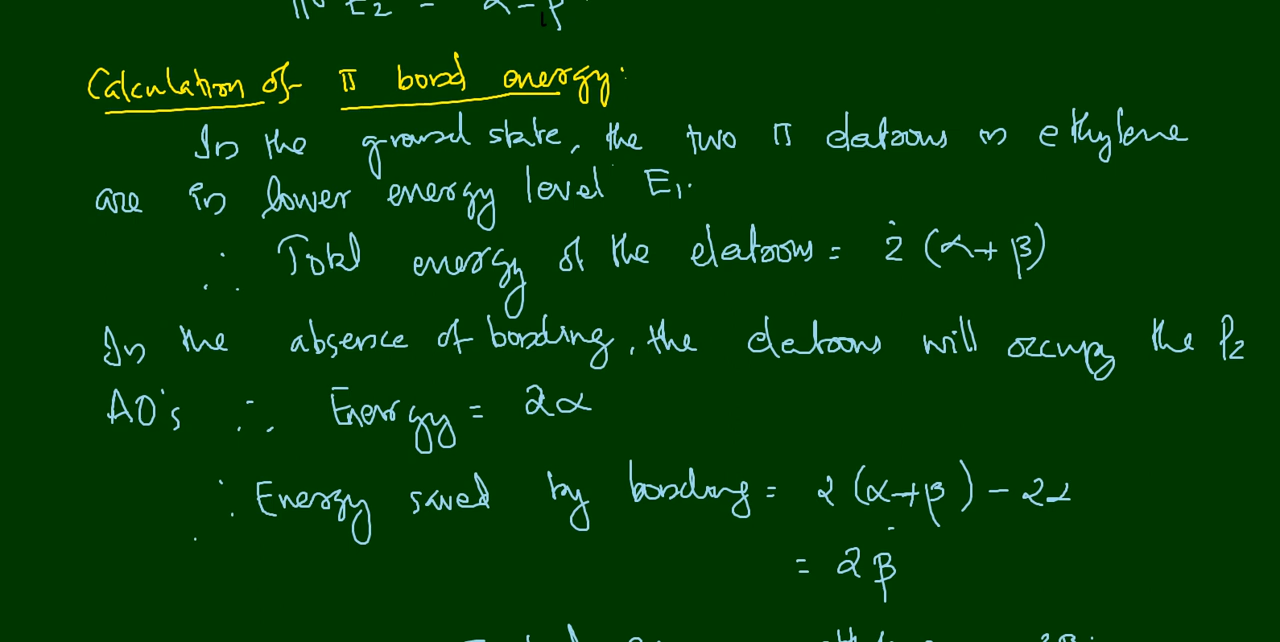 E2 = α - β
Calculation of π bond energy:
In the ground state, the two π electrons in ethylene
are in lower energy level E1.
∴ Total energy of the electrons = 2 (α + β)
In the absence of bonding, the electrons will occupy the Pz
AO's ∴ Energy = 2α
∴ Energy saved by bonding = 2 (α + β) - 2α
= 2β